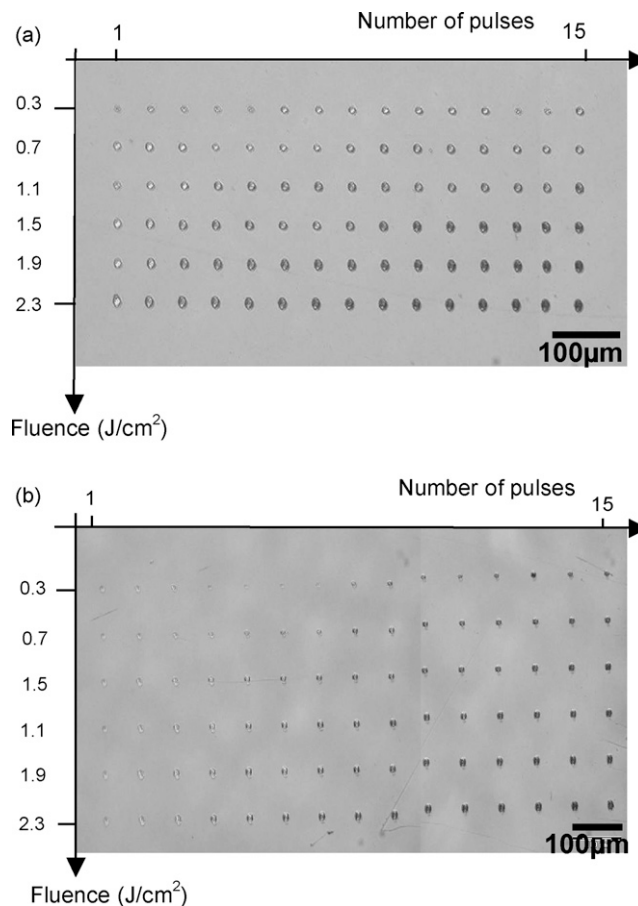 (a)
Number of pulses
1
15
0.3
0.7
1.1
1.5
1.9
2.3
100µm
Fluence (J/cm²)
(b)
Number of pulses
1
15
0.3
0.7
1.5
1.1
1.9
2.3
100µm
Fluence (J/cm²)